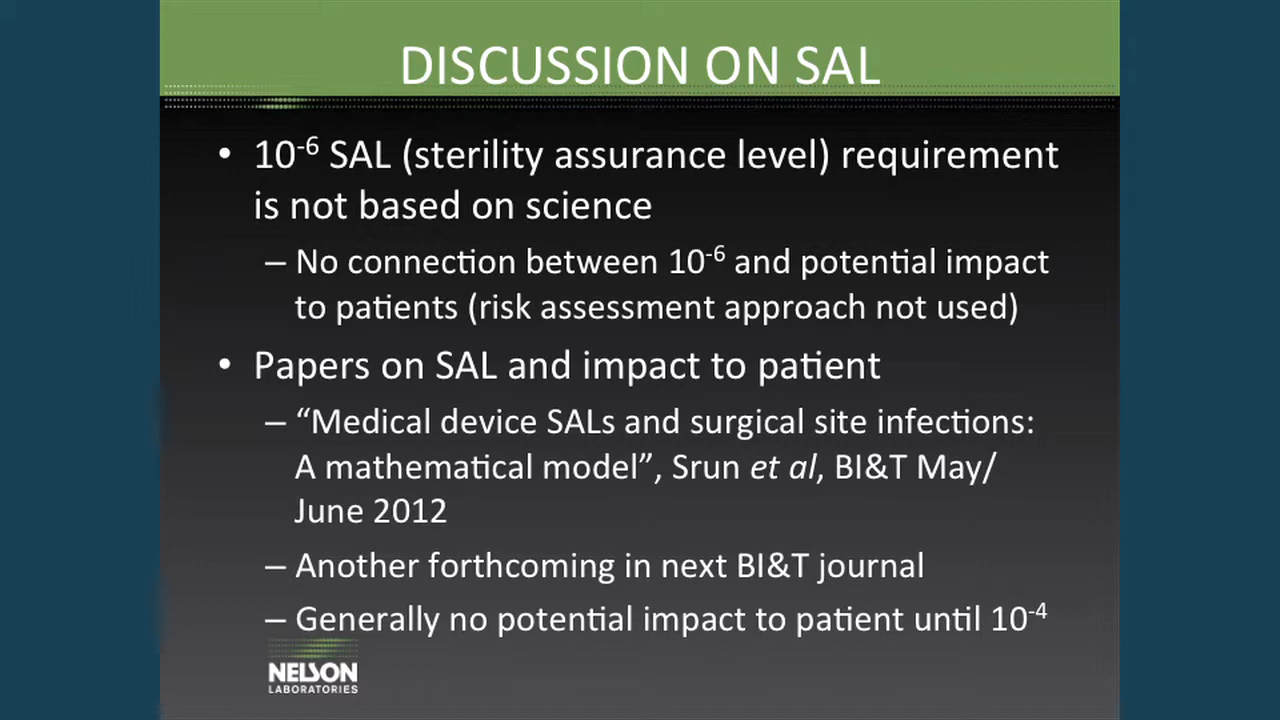 DISCUSSION ON SAL
• 10⁻⁶ SAL (sterility assurance level) requirement
is not based on science
– No connection between 10⁻⁶ and potential impact
to patients (risk assessment approach not used)
• Papers on SAL and impact to patient
– “Medical device SALs and surgical site infections:
A mathematical model”, Srun et al, BI&T May/
June 2012
– Another forthcoming in next BI&T journal
– Generally no potential impact to patient until 10⁻⁴
NELSON
LABORATORIES